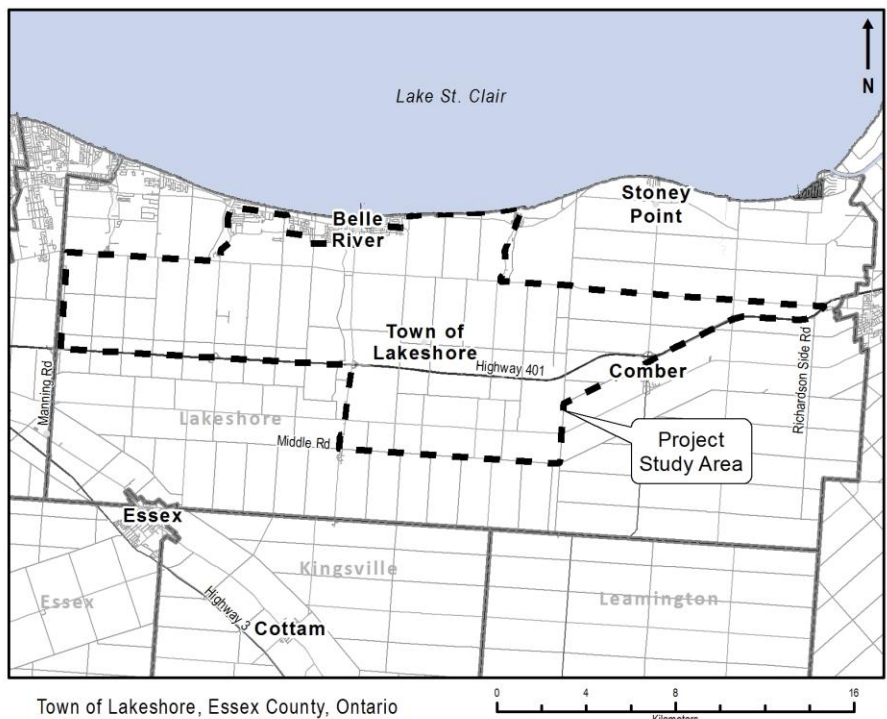 N
Lake St. Clair
Stoney
Point
Belle
River
Town of
Lakeshore
Highway 401
Comber
Manning Rd
Richardson Side Rd
Lakeshore
Middle Rd
Project
Study Area
Essex
Kingsville
Essex
Leamington
Highway 3
Cottam
Town of Lakeshore, Essex County, Ontario
0 4 8 16
Kilometers